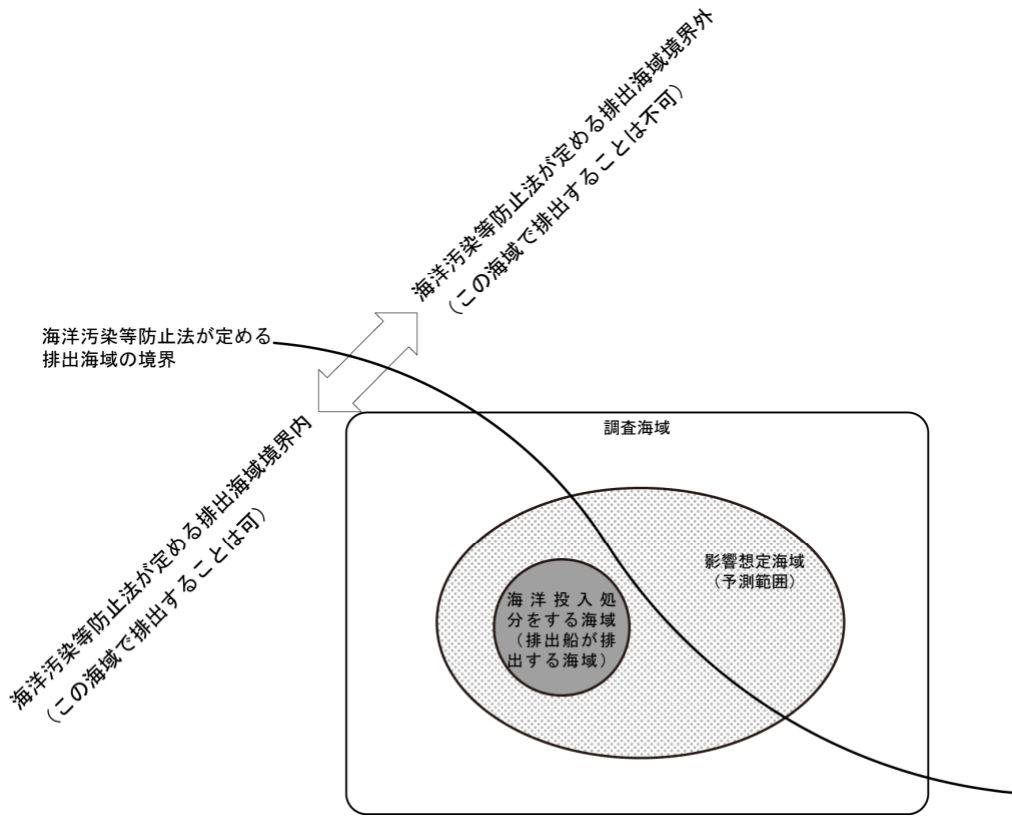 海洋汚染等防止法が定める排出海域境界外
（この海域で排出することは不可）
海洋汚染等防止法が定める
排出海域の境界
海洋汚染等防止法が定める排出海域境界内
（この海域で排出することは可）
調査海域
影響想定海域
（予測範囲）
海洋投入処
分をする海域
（排出船が排
出する海域）